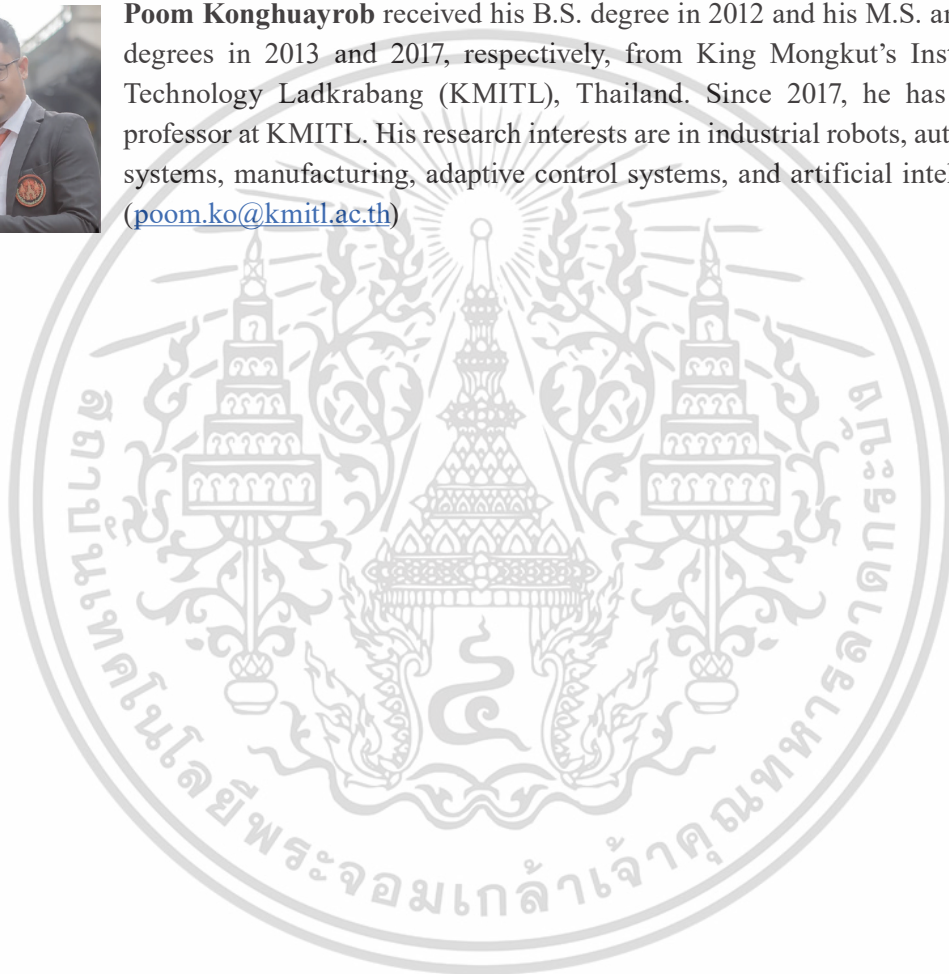 Poom Konghuayrob received his B.S. degree in 2012 and his M.S. a
degrees in 2013 and 2017, respectively, from King Mongkut’s Ins
Technology Ladkrabang (KMITL), Thailand. Since 2017, he has
professor at KMITL. His research interests are in industrial robots, aut
systems, manufacturing, adaptive control systems, and artificial inte
(poom.ko@kmitl.ac.th)
สถาบันเทคโนโลยีพระจอมเกล้าเจ้าคุณทหารลาดกระบัง
๔